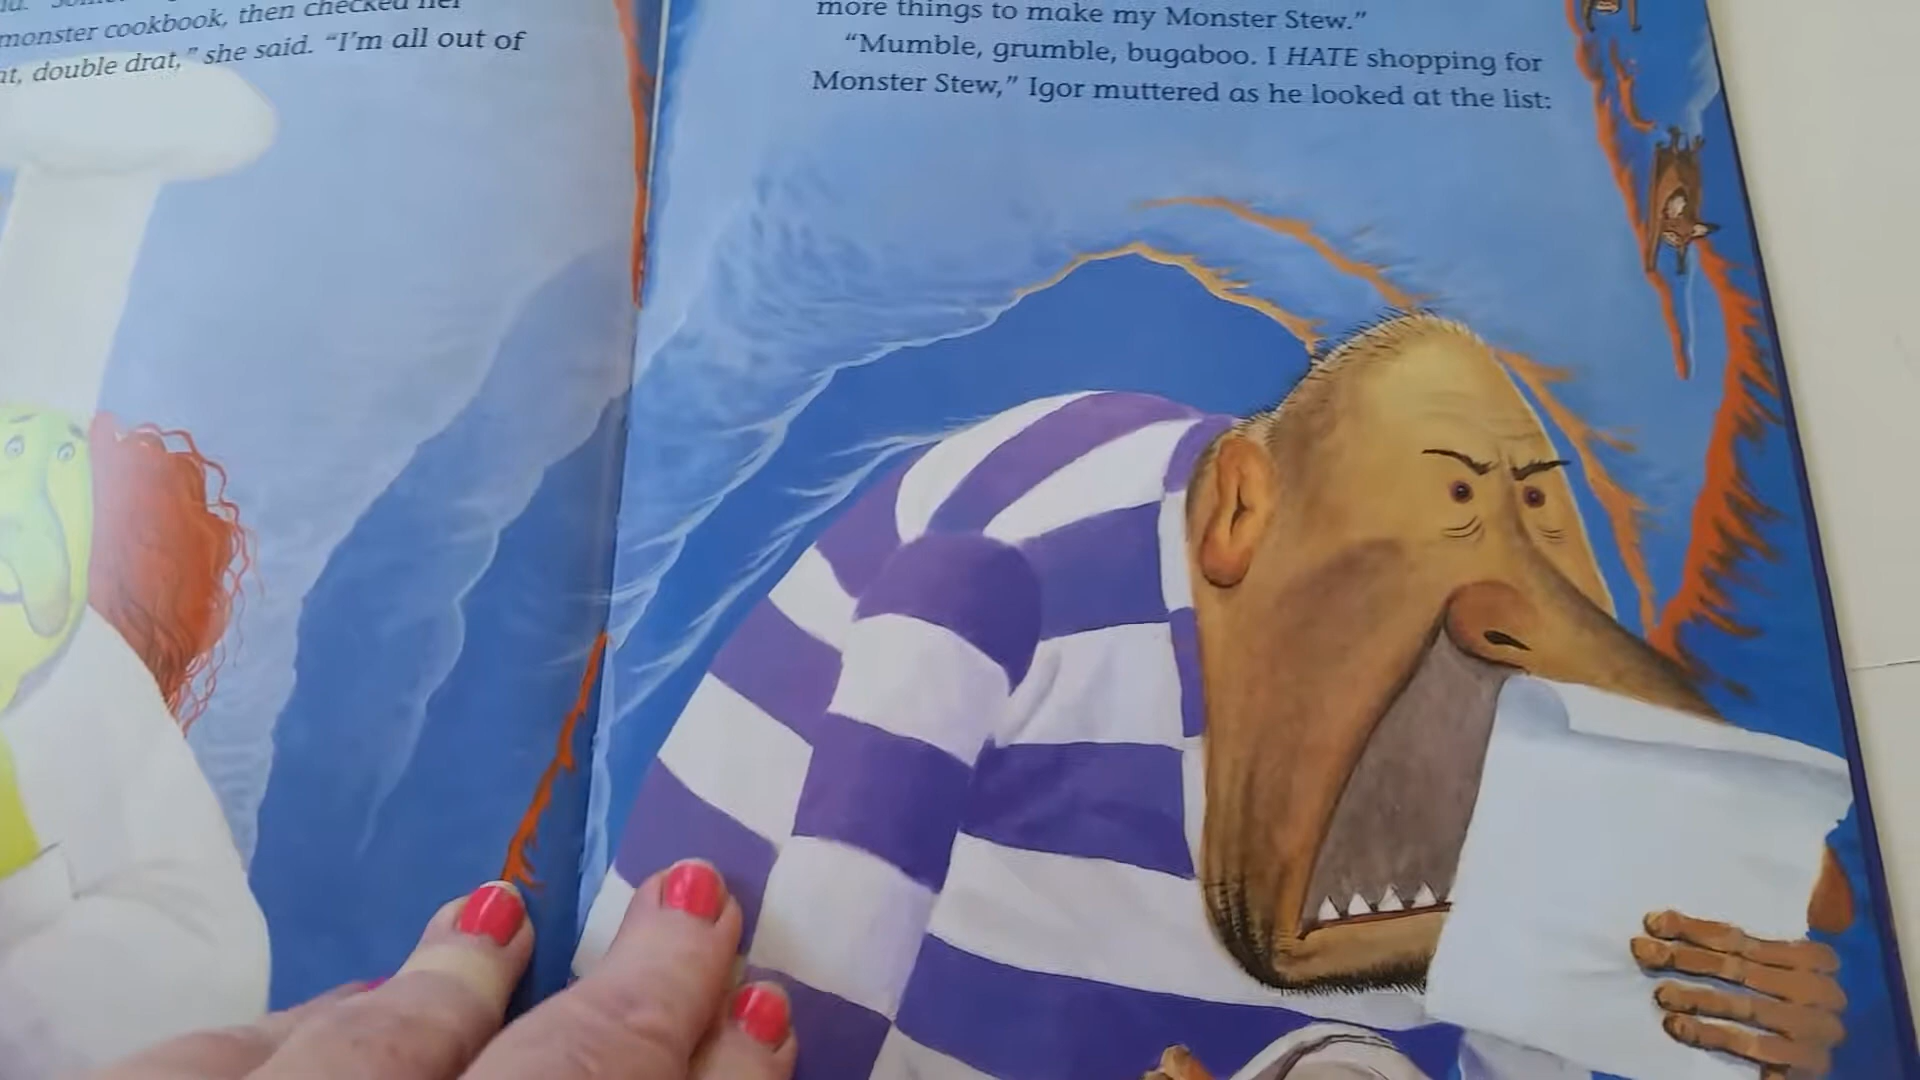 monster cookbook, then checked her
double drat,” she said. “I’m all out of
more things to make my Monster Stew.”
“Mumble, grumble, bugaboo. I HATE shopping for
Monster Stew,” Igor muttered as he looked at the list: